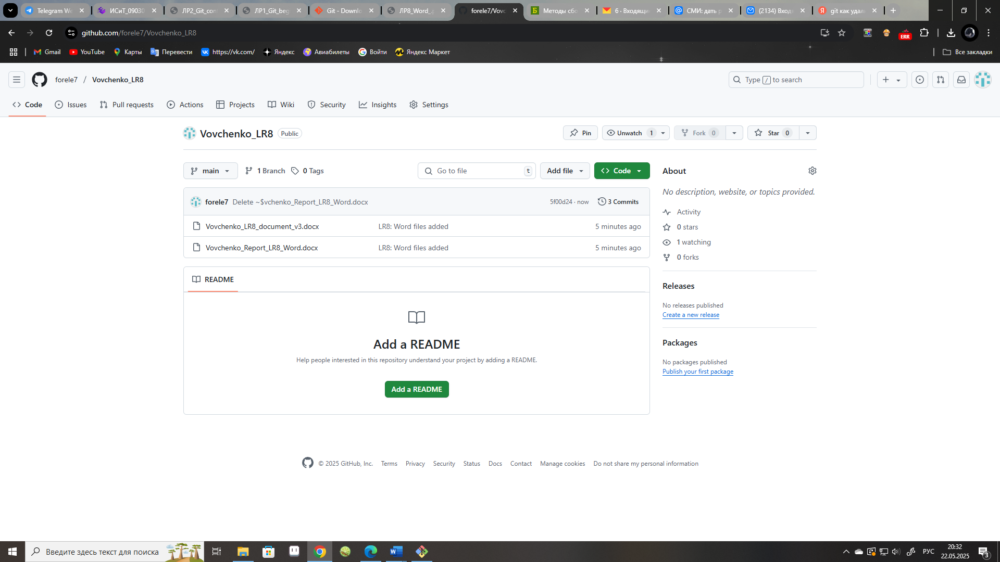 Telegram We
ИСиТ_09030
ЛР2_Git_con
ЛР1_Git_beg
Git - Downlo
ЛР8_Word_.p
forele7/Vovc
Методы сбо
6 · Входящи
СМИ: дать р
(2134) Входя
git как удал
github.com/forele7/Vovchenko_LR8
ERR
Gmail
YouTube
Карты
Перевести
https://vk.com/
Яндекс
Авиабилеты
Войти
Яндекс Маркет
Все закладки
forele7 / Vovchenko_LR8
Type / to search
Code
Issues
Pull requests
Actions
Projects
Wiki
Security
Insights
Settings
Vovchenko_LR8 Public
Pin
Unwatch 1
Fork 0
Star 0
main
1 Branch
0 Tags
Go to file t
Add file
Code
forele7 Delete ~$vchenko_Report_LR8_Word.docx 5f00d24 · now 3 Commits
Vovchenko_LR8_document_v3.docx LR8: Word files added 5 minutes ago
Vovchenko_Report_LR8_Word.docx LR8: Word files added 5 minutes ago
README
Add a README
Help people interested in this repository understand your project by adding a README.
Add a README
About
No description, website, or topics provided.
Activity
0 stars
1 watching
0 forks
Releases
No releases published
Create a new release
Packages
No packages published
Publish your first package
© 2025 GitHub, Inc. Terms Privacy Security Status Docs Contact Manage cookies Do not share my personal information
Введите здесь текст для поиска
РУС
20:32
22.05.2025
3